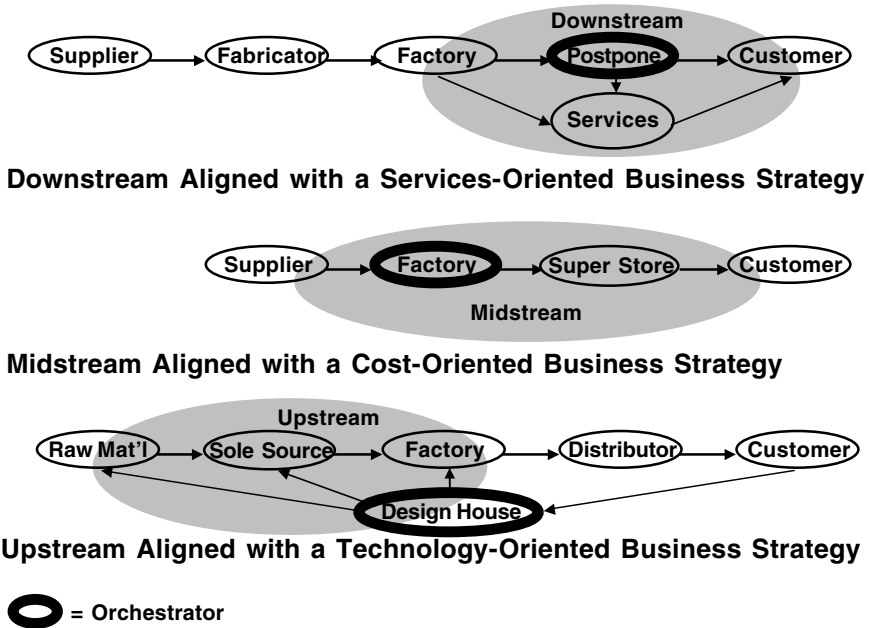 Downstream
Supplier Fabricator Factory Postpone Customer
Services
Downstream Aligned with a Services-Oriented Business Strategy
Supplier Factory Super Store Customer
Midstream
Midstream Aligned with a Cost-Oriented Business Strategy
Upstream
Raw Mat'l Sole Source Factory Distributor Customer
Design House
Upstream Aligned with a Technology-Oriented Business Strategy
= Orchestrator